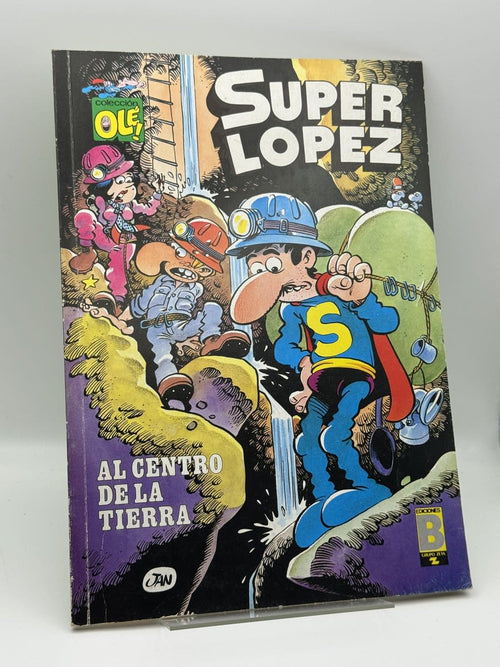 colección
OLÉ!
SUPER
LOPEZ
S
AL CENTRO
DE LA
TIERRA
JAN
EDICIONES
B
GRUPO ZETA
Z